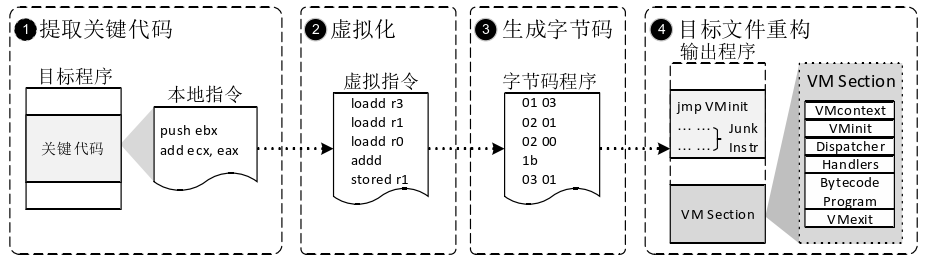 1 提取关键代码
目标程序
关键代码
本地指令
push ebx
add ecx, eax
2 虚拟化
虚拟指令
loadd r3
loadd r1
loadd r0
addd
stored r1
3 生成字节码
字节码程序
01 03
02 01
02 00
1b
03 01
4 目标文件重构
输出程序
jmp VMinit
... ... Junk
... ... Instr
VM Section
VM Section
VMcontext
VMinit
Dispatcher
Handlers
Bytecode
Program
VMexit